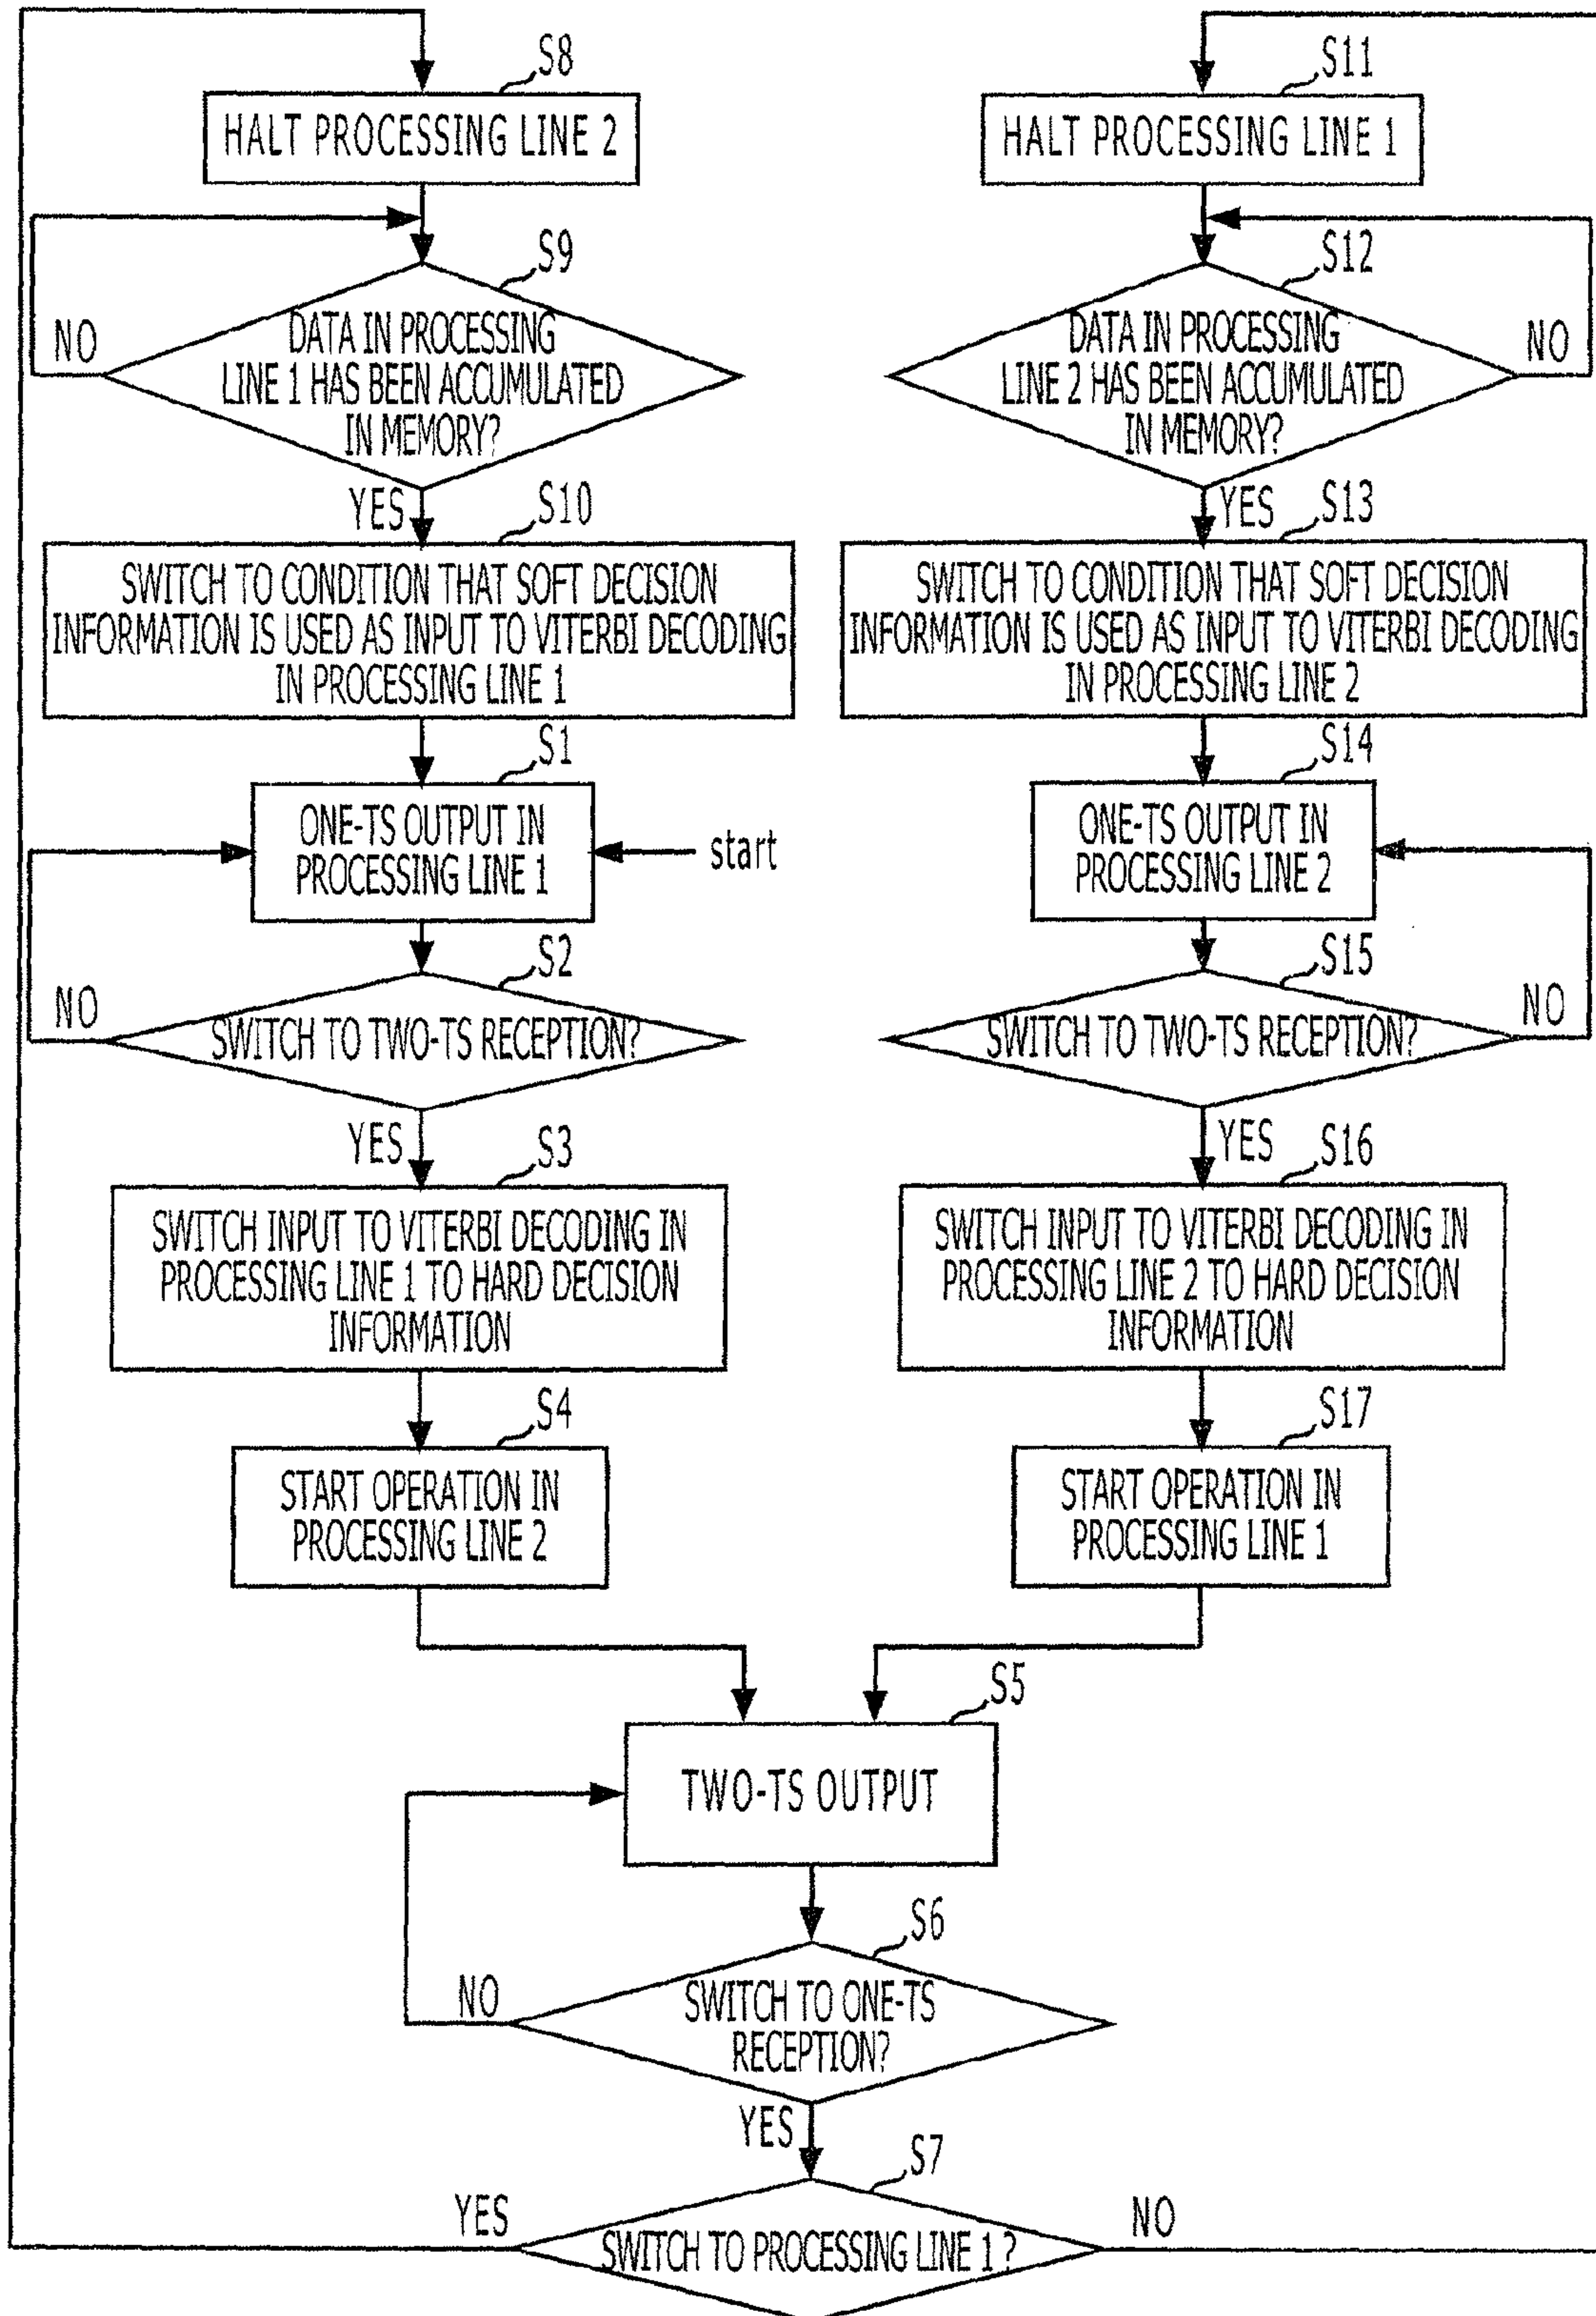 S8
HALT PROCESSING LINE 2
S9
DATA IN PROCESSING
LINE 1 HAS BEEN ACCUMULATED
IN MEMORY?
NO
YES
S10
SWITCH TO CONDITION THAT SOFT DECISION
INFORMATION IS USED AS INPUT TO VITERBI DECODING
IN PROCESSING LINE 1
S1
ONE-TS OUTPUT IN
PROCESSING LINE 1
start
S2
NO
SWITCH TO TWO-TS RECEPTION?
YES
S3
SWITCH INPUT TO VITERBI DECODING IN
PROCESSING LINE 1 TO HARD DECISION
INFORMATION
S4
START OPERATION IN
PROCESSING LINE 2
S11
HALT PROCESSING LINE 1
S12
DATA IN PROCESSING
LINE 2 HAS BEEN ACCUMULATED
IN MEMORY?
NO
YES
S13
SWITCH TO CONDITION THAT SOFT DECISION
INFORMATION IS USED AS INPUT TO VITERBI DECODING
IN PROCESSING LINE 2
S14
ONE-TS OUTPUT IN
PROCESSING LINE 2
S15
SWITCH TO TWO-TS RECEPTION?
NO
YES
S16
SWITCH INPUT TO VITERBI DECODING IN
PROCESSING LINE 2 TO HARD DECISION
INFORMATION
S17
START OPERATION IN
PROCESSING LINE 1
S5
TWO-TS OUTPUT
S6
NO
SWITCH TO ONE-TS
RECEPTION?
YES
S7
YES
SWITCH TO PROCESSING LINE 1?
NO